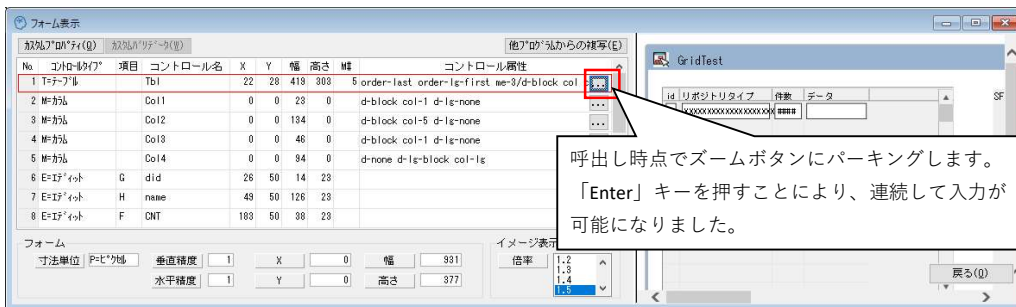 フォーム表示
ｶｽﾀﾑﾌﾟﾛﾊﾟﾃｨ(Q) ｶｽﾀﾑﾊﾞﾘﾃﾞｰﾀ(W) 他ﾌﾟﾛｸﾞﾗﾑからの複写(E)
No. ｺﾝﾄﾛｰﾙﾀｲﾌﾟ 項目 コントロール名 X Y 幅 高さ コントロール属性
1 T=ﾃｰﾌﾞﾙ Tbl 22 28 419 303 5 order-last order-lg-first me-3/d-block col ...
2 M=ｶﾗﾑ Col1 0 0 23 0 d-block col-1 d-lg-none ...
3 M=ｶﾗﾑ Col2 0 0 134 0 d-block col-5 d-lg-none ...
4 M=ｶﾗﾑ Col3 0 0 46 0 d-block col-1 d-lg-none
5 M=ｶﾗﾑ Col4 0 0 94 0 d-none d-lg-block col-lg
6 E=ｴﾃﾞｨｯﾄ G did 26 50 14 23
7 E=ｴﾃﾞｨｯﾄ H name 49 50 126 23
8 E=ｴﾃﾞｨｯﾄ F CNT 183 50 38 23
フォーム
寸法単位 P=ﾋﾟｸｾﾙ 垂直精度 1 X 0 幅 931
水平精度 1 Y 0 高さ 377
イメージ表示
倍率 1.2
1.3
1.4
1.5
GridTest
id リポジトリタイプ 件数 データ
####
SF
呼出し時点でズームボタンにパーキングします。
「Enter」キーを押すことにより、連続して入力が
可能になりました。
戻る(Q)